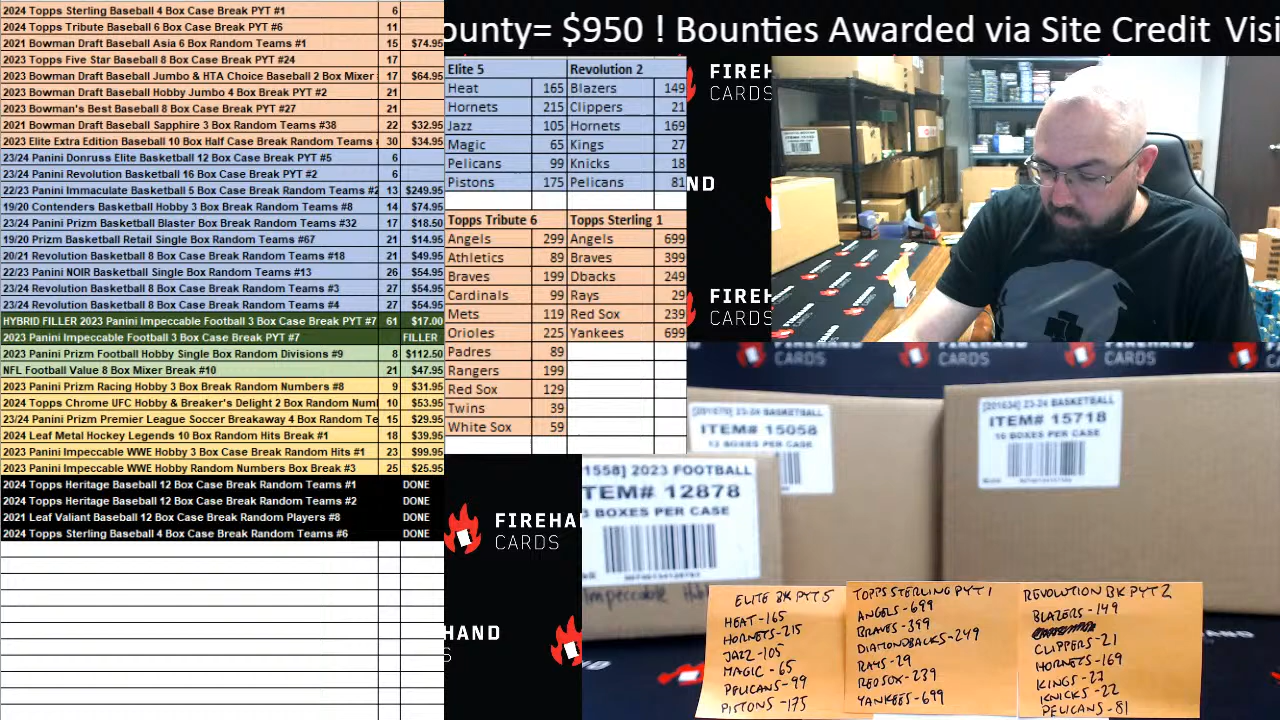 2024 Topps Sterling Baseball 4 Box Case Break PYT #1 6
2024 Topps Tribute Baseball 6 Box Case Break PYT #6 11
2021 Bowman Draft Baseball Asia 6 Box Random Teams #1 15 $74.95
2023 Topps Five Star Baseball 8 Box Case Break PYT #24 17
2023 Bowman Draft Baseball Jumbo & HTA Choice Baseball 2 Box Mixer 17 $64.95
2023 Bowman Draft Baseball Hobby Jumbo 4 Box Break PYT #2 21
2023 Bowman's Best Baseball 8 Box Case Break PYT #27 21
2021 Bowman Draft Baseball Sapphire 3 Box Random Teams #38 22 $32.95
2023 Elite Extra Edition Baseball 10 Box Half Case Break Random Teams 30 $34.95
23/24 Panini Donruss Elite Basketball 12 Box Case Break PYT #5 6
23/24 Panini Revolution Basketball 16 Box Case Break PYT #2 6
22/23 Panini Immaculate Basketball 5 Box Case Break Random Teams #2 13 $249.95
19/20 Contenders Basketball Hobby 3 Box Random Teams #8 14 $74.95
23/24 Panini Prizm Basketball Blaster Box Random Teams #32 17 $18.50
19/20 Prizm Basketball Retail Single Box Random Teams #67 21 $14.95
20/21 Revolution Basketball 8 Box Case Break Random Teams #18 21 $49.95
22/23 Panini NOIR Basketball Single Box Random Teams #13 26 $54.95
23/24 Revolution Basketball 8 Box Break Random Teams #3 27 $54.95
23/24 Revolution Basketball 8 Box Break Random Teams #4 27 $54.95
HYBRID FILLER 2023 Panini Impeccable Football 3 Box Case Break PYT #7 61 $17.00
2023 Panini Impeccable Football 3 Box Case Break PYT #7 FILLER
2023 Panini Prizm Football Hobby Single Box Random Divisions #9 8 $112.50
NFL Football Value 8 Box Mixer Break #10 21 $47.95
2023 Panini Prizm Racing Hobby 3 Box Break Random Numbers #8 9 $31.95
2024 Topps Chrome UFC Hobby & Breaker's Delight 2 Box Random Numl 10 $53.95
23/24 Panini Prizm Premier League Soccer Breakaway 4 Box Random Te 15 $29.95
2024 Leaf Metal Hockey Legends 10 Box Random Hits Break #1 18 $39.95
2023 Panini Impeccable WWE Hobby 3 Box Case Break Random Hits #1 23 $99.95
2023 Panini Impeccable WWE Hobby Random Numbers Box Break #3 25 $25.95
2024 Topps Heritage Baseball 12 Box Case Break Random Teams #1 DONE
2024 Topps Heritage Baseball 12 Box Case Break Random Teams #2 DONE
2021 Leaf Valiant Baseball 12 Box Case Break Random Players #8 DONE
2024 Topps Sterling Baseball 4 Box Case Break Random Teams #6 DONE
ounty= $950 ! Bounties Awarded via Site Credit Visi
Elite 5 Revolution 2
Heat 165 Blazers 149
Hornets 215 Clippers 21
Jazz 105 Hornets 169
Magic 65 Kings 27
Pelicans 99 Knicks 18
Pistons 175 Pelicans 81
Topps Tribute 6 Topps Sterling 1
Angels 299 Angels 699
Athletics 89 Braves 399
Braves 199 Dbacks 249
Cardinals 99 Rays 29
Mets 119 Red Sox 239
Orioles 225 Yankees 699
Padres 89
Rangers 199
Red Sox 129
Twins 39
White Sox 59
FIREHA
CARDS
ND
FIREH
CARDS
FIREHA
CARDS
HAND
S
CARDS
CARDS
23-24 BASKETBALL
ITEM# 15058
12 BOXES PER CASE
[201634] 23-24 BASKETBALL
ITEM# 15718
16 BOXES PER CASE
1558] 2023 FOOTBALL
TEM# 12878
3 BOXES PER CASE
Impeccable
ELITE BK PYT 5
HEAT-165
HORNETS-215
JAZZ-105
MAGIC-65
PELICANS-99
PISTONS-175
TOPPS STERLING PYT 1
ANGELS-699
BRAVES-399
DIAMONDBACKS-249
RAYS-29
RED SOX-239
YANKEES-699
REVOLUTION BK PYT 2
BLAZERS-149
CLIPPERS-21
HORNETS-169
KINGS-27
KNICKS-22
PELICANS-81